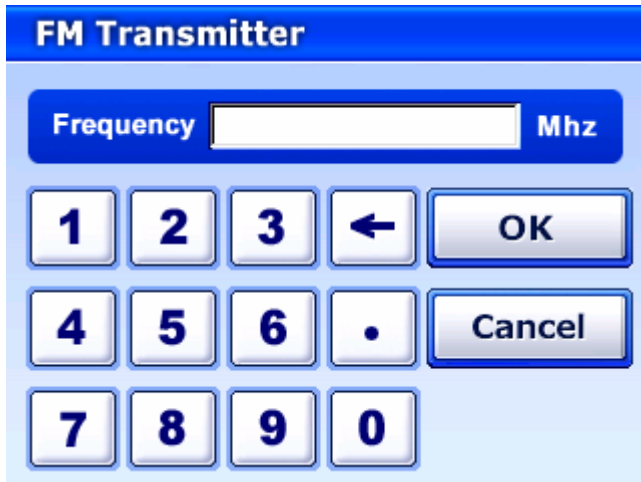 FM Transmitter
Frequency Mhz
1 2 3 ← OK
4 5 6 . Cancel
7 8 9 0